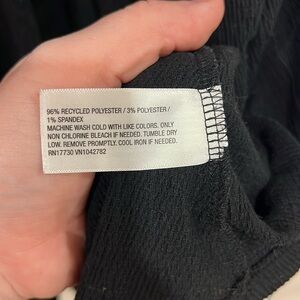 96% RECYCLED POLYESTER / 3% POLYESTER /
1% SPANDEX
MACHINE WASH COLD WITH LIKE COLORS. ONLY
NON CHLORINE BLEACH IF NEEDED. TUMBLE DRY
LOW. REMOVE PROMPTLY. COOL IRON IF NEEDED.
RN17730 VN1042782